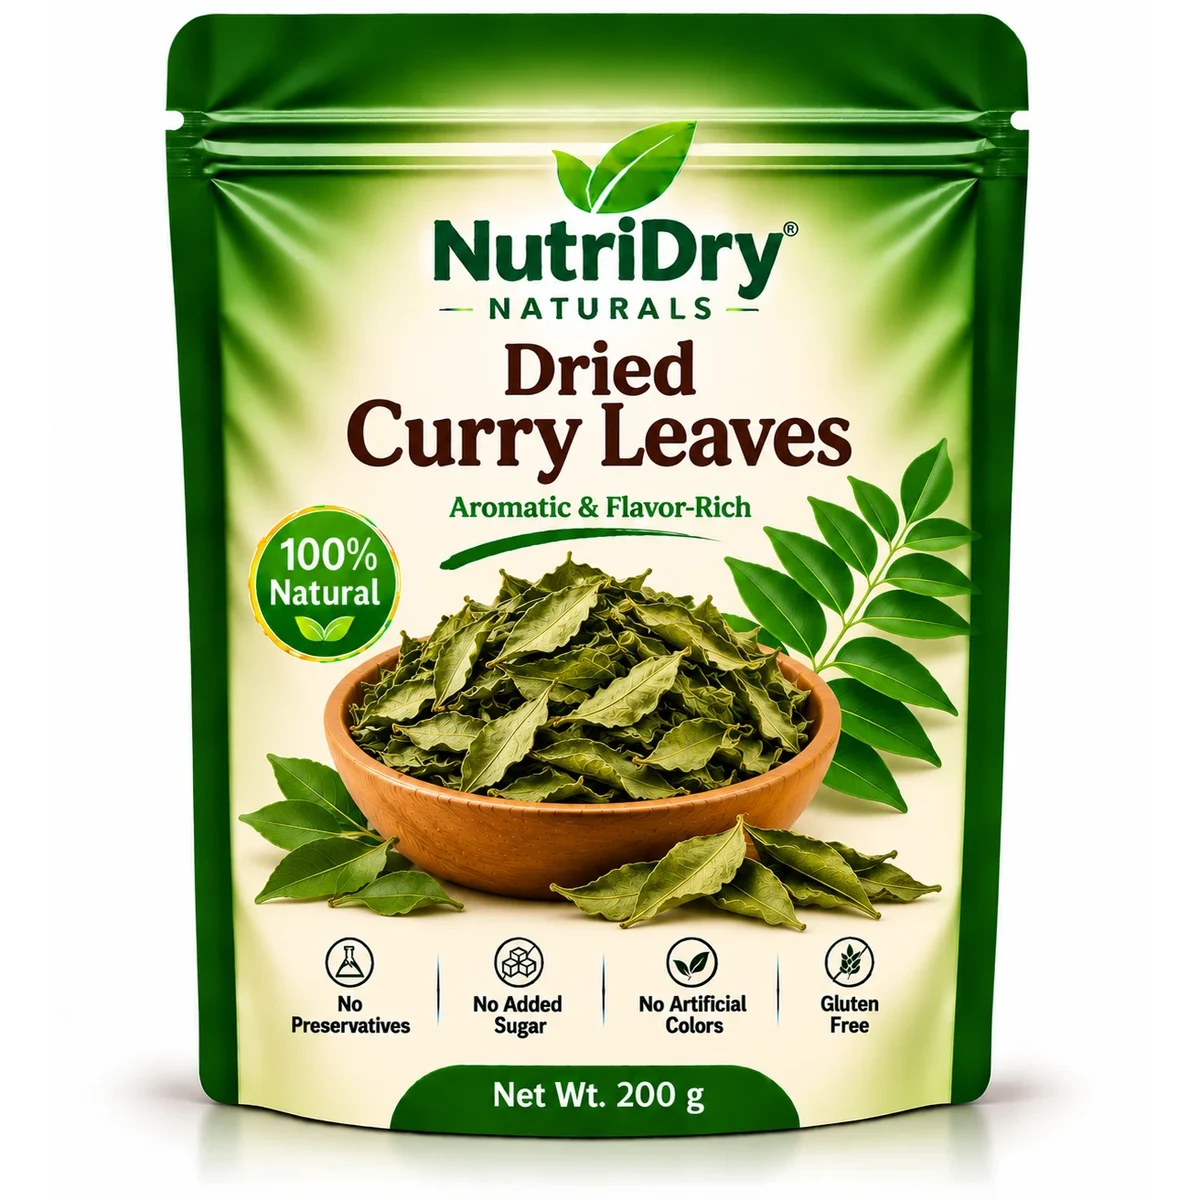 NutriDry®
NATURALS
Dried
Curry Leaves
Aromatic & Flavor-Rich
100%
Natural
No
Preservatives
No Added
Sugar
No Artificial
Colors
Gluten
Free
Net Wt. 200 g